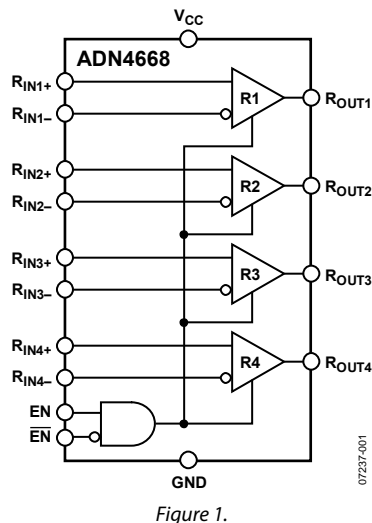 VCC
ADN4668
RIN1+
R1
ROUT1
RIN1–
RIN2+
R2
ROUT2
RIN2–
RIN3+
R3
ROUT3
RIN3–
RIN4+
R4
ROUT4
RIN4–
EN
E̅N̅
GND
07237-001
Figure 1.